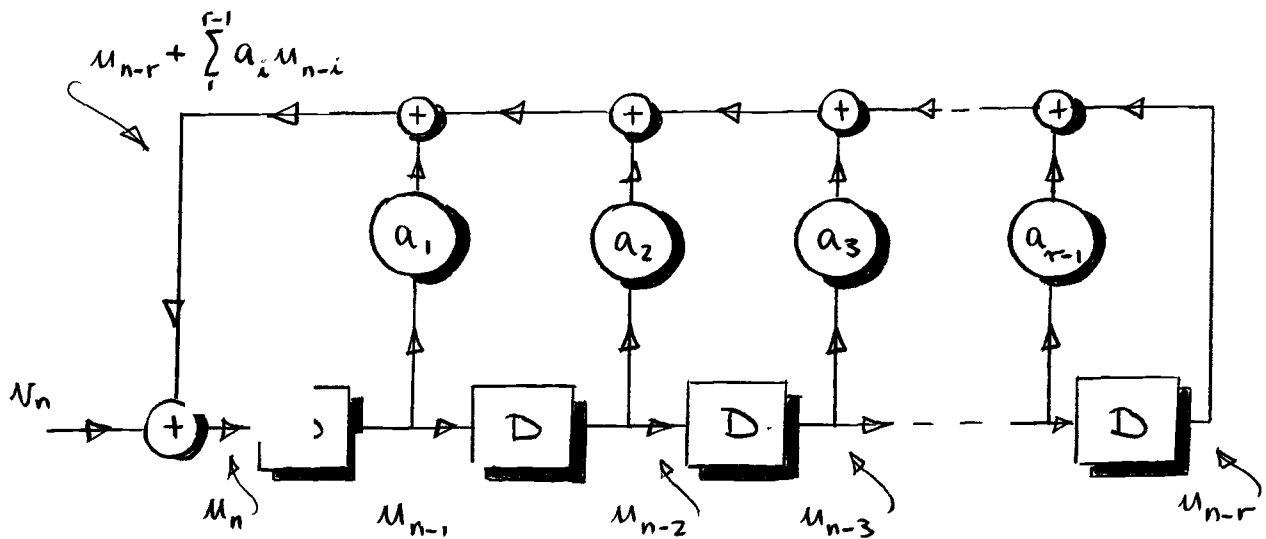 u_{n-r} + \sum_{1}^{r-1} a_i u_{n-i}
+ + + +
a_1 a_2 a_3 a_{r-1}
v_n + D D D
u_n u_{n-1} u_{n-2} u_{n-3} u_{n-r}